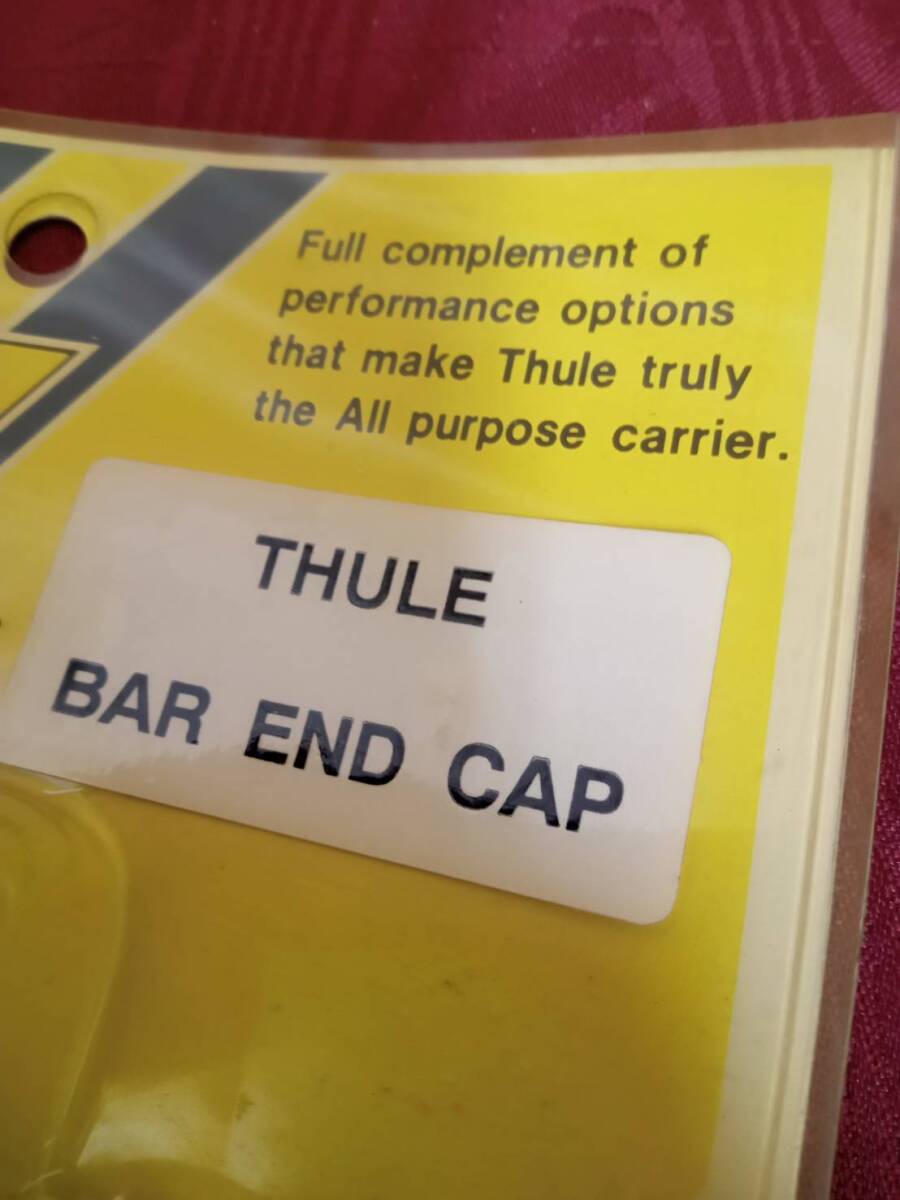 Full complement of
performance options
that make Thule truly
the All purpose carrier.
THULE
BAR END CAP